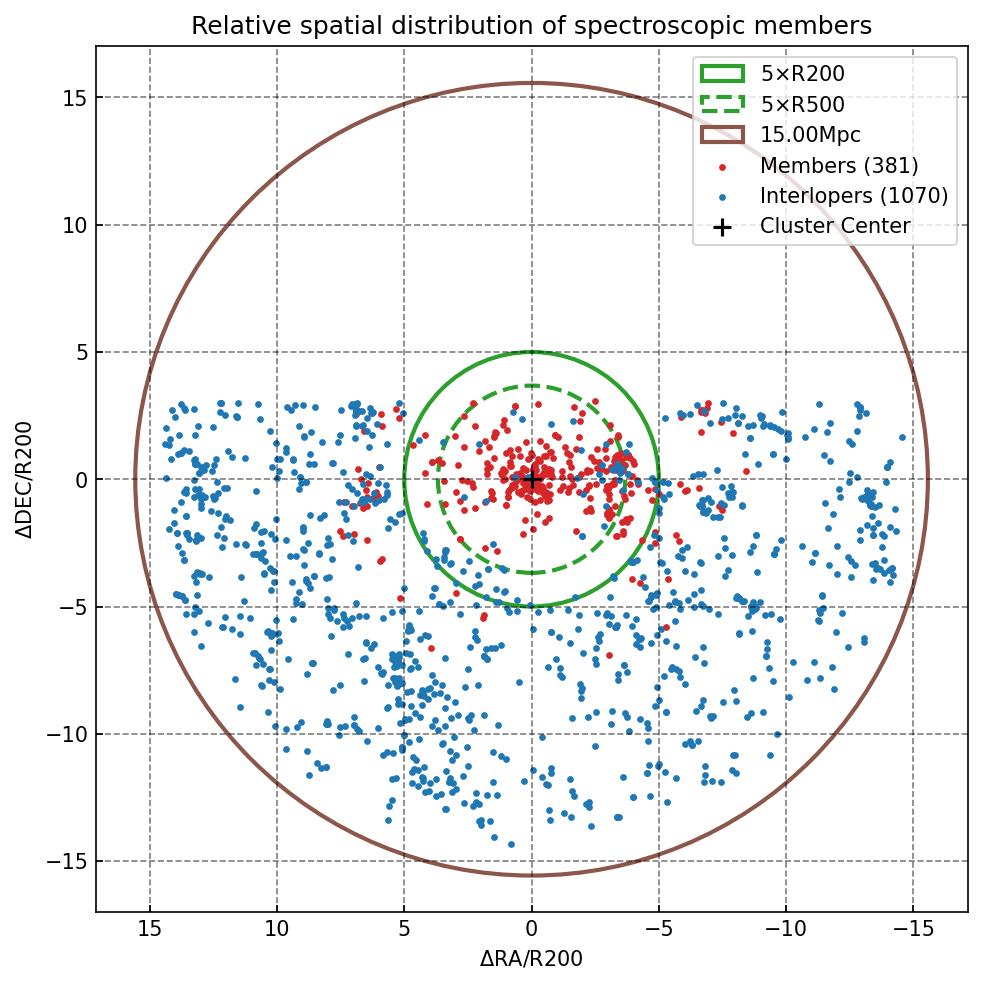 Relative spatial distribution of spectroscopic members
5×R200
5×R500
15.00Mpc
Members (381)
Interlopers (1070)
Cluster Center
15
10
5
0
−5
−10
−15
ΔDEC/R200
15
10
5
0
−5
−10
−15
ΔRA/R200